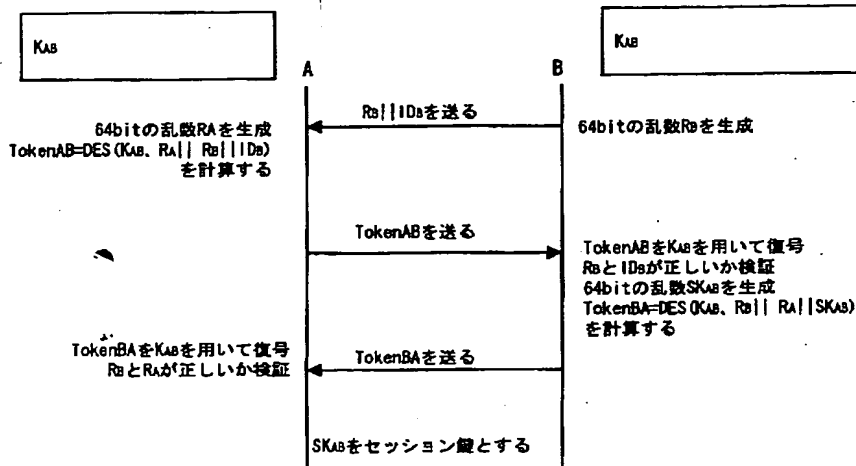 KAB
KAB
A
B
RB||IDBを送る
64bitの乱数RAを生成
TokenAB=DES(KAB、RA|| RB||IDB)
を計算する
64bitの乱数RBを生成
TokenABを送る
TokenABをKABを用いて復号
RBとIDBが正しいか検証
64bitの乱数SKABを生成
TokenBA=DES(KAB、RB|| RA||SKAB)
を計算する
TokenBAをKABを用いて復号
RBとRAが正しいか検証
TokenBAを送る
SKABをセッション鍵とする